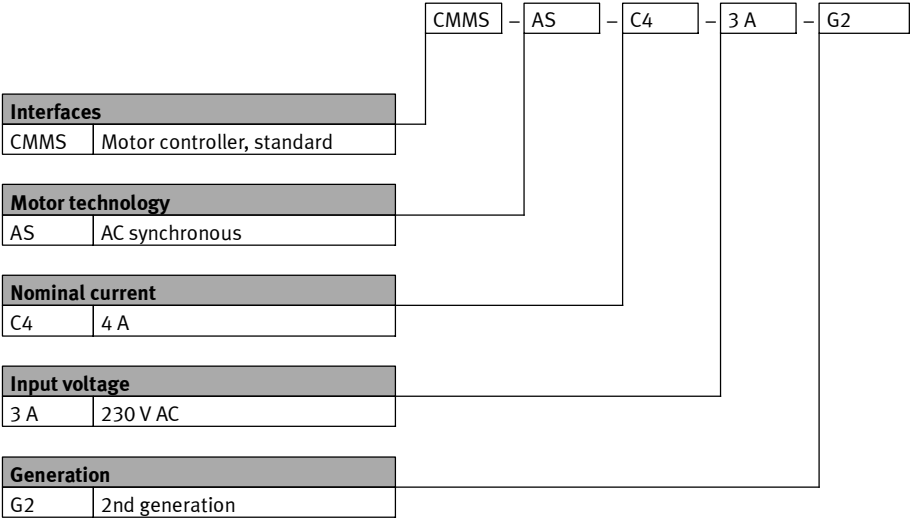 CMMS – AS – C4 – 3 A – G2
Interfaces
CMMS Motor controller, standard
Motor technology
AS AC synchronous
Nominal current
C4 4 A
Input voltage
3 A 230 V AC
Generation
G2 2nd generation